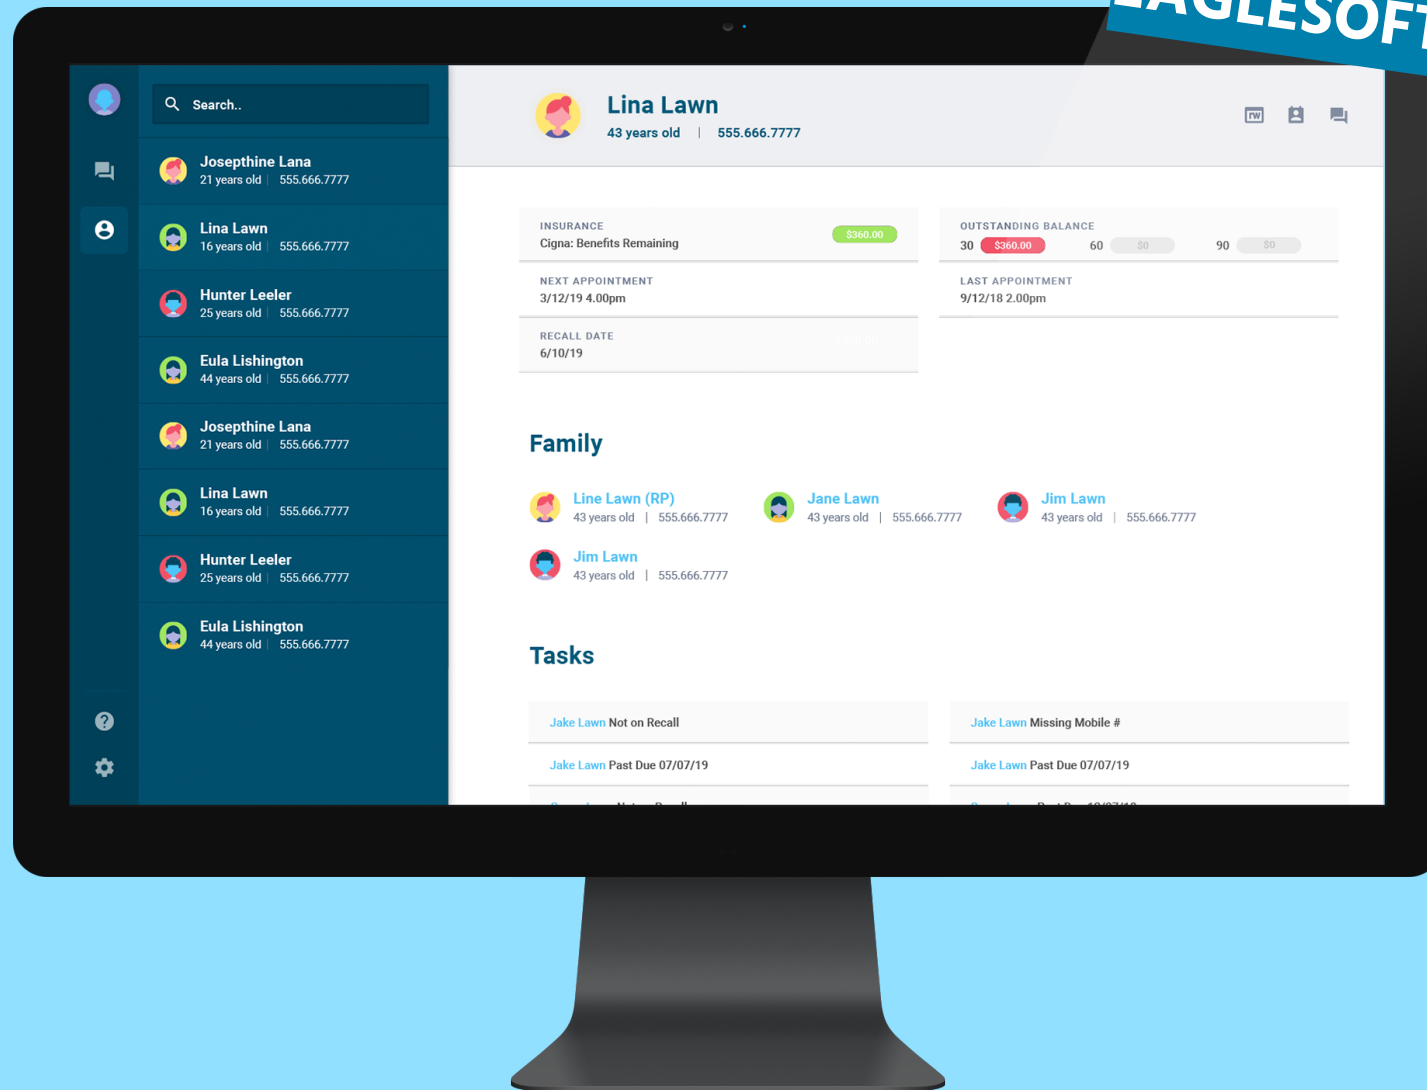 EAGLESOFT
Search..
Josepthine Lana
21 years old | 555.666.7777
Lina Lawn
16 years old | 555.666.7777
Hunter Leeler
25 years old | 555.666.7777
Eula Lishington
44 years old | 555.666.7777
Josepthine Lana
21 years old | 555.666.7777
Lina Lawn
16 years old | 555.666.7777
Hunter Leeler
25 years old | 555.666.7777
Eula Lishington
44 years old | 555.666.7777
Lina Lawn
43 years old | 555.666.7777
rw
INSURANCE
Cigna: Benefits Remaining $360.00
OUTSTANDING BALANCE
30 $360.00 60 $0 90 $0
NEXT APPOINTMENT
3/12/19 4.00pm
LAST APPOINTMENT
9/12/18 2.00pm
RECALL DATE
6/10/19
Family
Line Lawn (RP)
43 years old | 555.666.7777
Jane Lawn
43 years old | 555.666.7777
Jim Lawn
43 years old | 555.666.7777
Jim Lawn
43 years old | 555.666.7777
Tasks
Jake Lawn Not on Recall
Jake Lawn Missing Mobile #
Jake Lawn Past Due 07/07/19
Jake Lawn Past Due 07/07/19